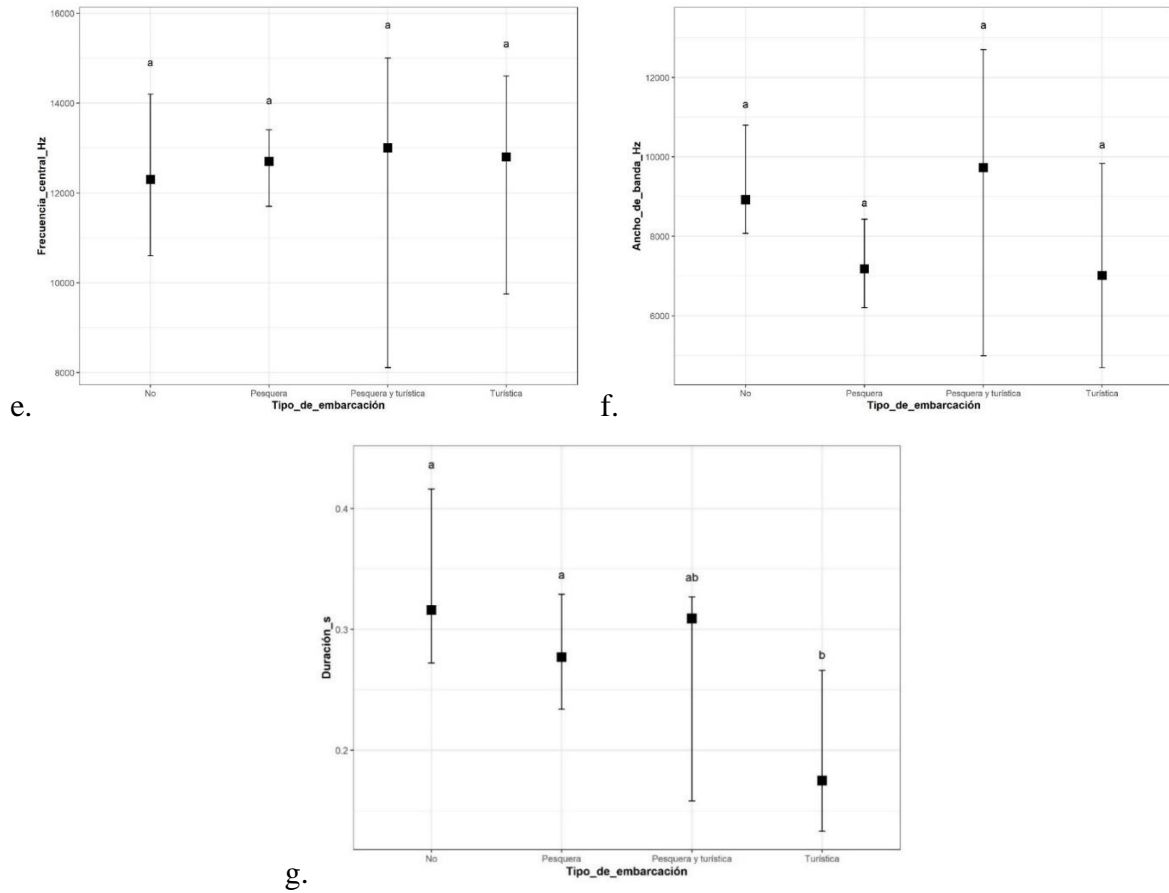 16000
14000
12000
10000
8000
Frecuencia_central_Hz
a
a
a
a
No
Pesquera
Pesquera y turística
Turística
Tipo_de_embarcación
e.
12000
10000
8000
6000
Ancho_de_banda_Hz
a
a
a
a
No
Pesquera
Pesquera y turística
Turística
Tipo_de_embarcación
f.
0.4
0.3
0.2
Duración_s
a
a
ab
b
No
Pesquera
Pesquera y turística
Turística
Tipo_de_embarcación
g.